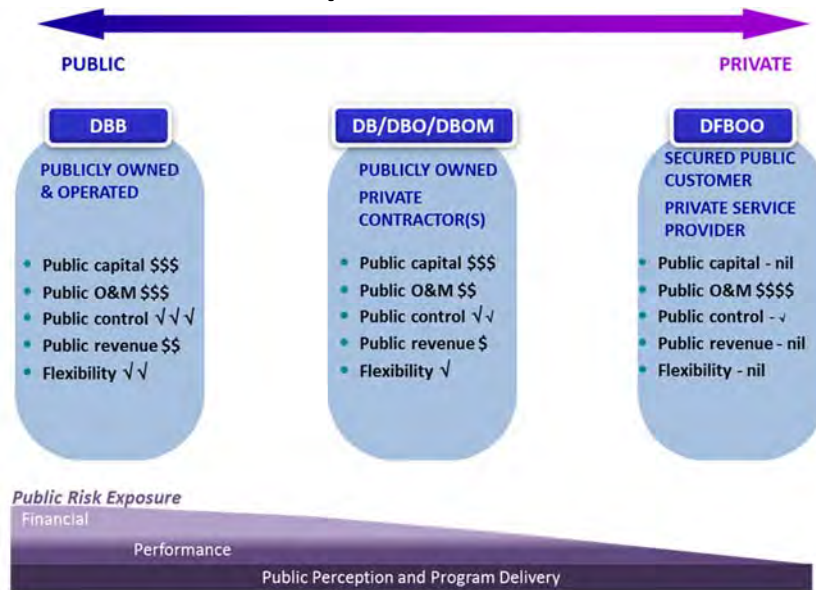 PUBLIC
PRIVATE
DBB
PUBLICLY OWNED
& OPERATED
• Public capital $$$
• Public O&M $$$
• Public control √ √ √
• Public revenue $$
• Flexibility √ √
DB/DBO/DBOM
PUBLICLY OWNED
PRIVATE
CONTRACTOR(S)
• Public capital $$$
• Public O&M $$
• Public control √ √
• Public revenue $
• Flexibility √
DFBOO
SECURED PUBLIC
CUSTOMER
PRIVATE SERVICE
PROVIDER
• Public capital - nil
• Public O&M $$$$
• Public control - √
• Public revenue - nil
• Flexibility - nil
Public Risk Exposure
Financial
Performance
Public Perception and Program Delivery